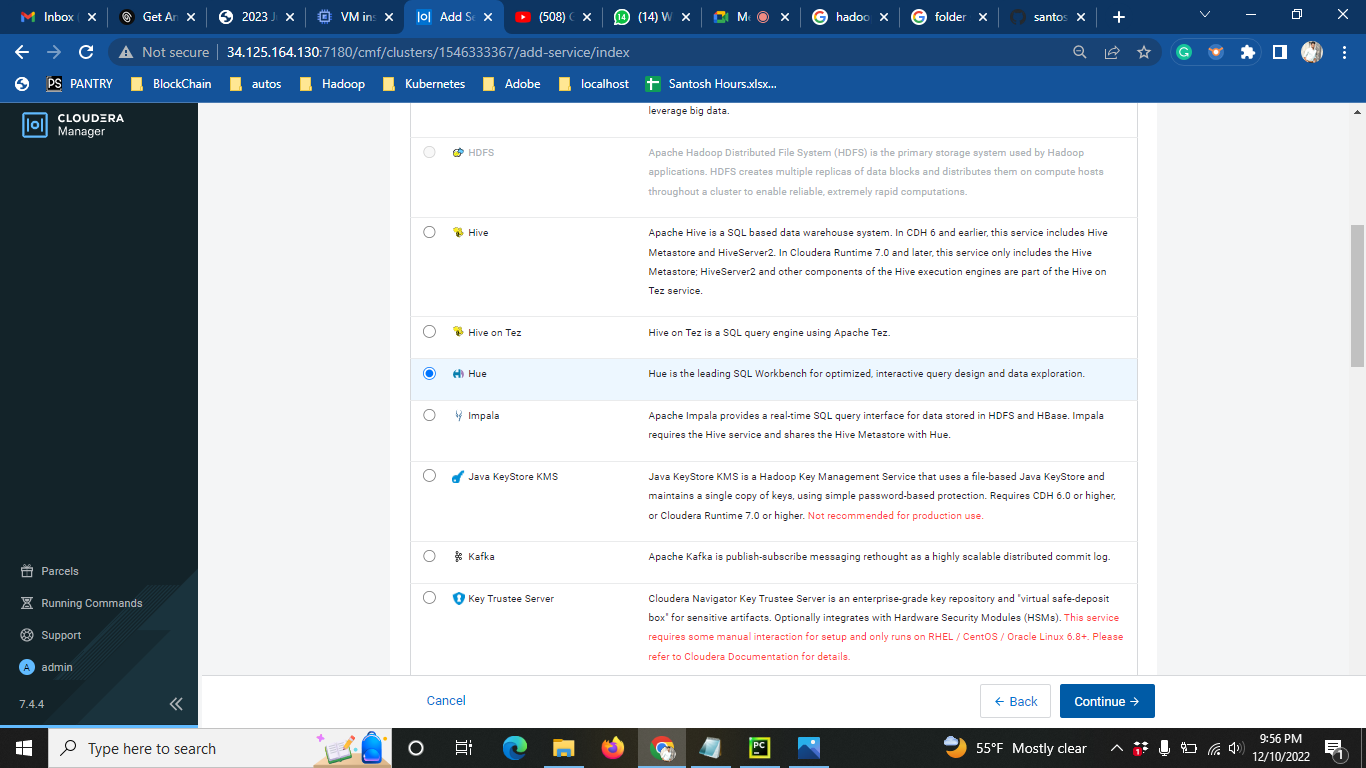 Inbox
Get An
2023 J
VM ins
Add Se
(508)
(14) W
Me
hadoo
folder
santos
Not secure
34.125.164.130:7180/cmf/clusters/1546333367/add-service/index
PS PANTRY
BlockChain
autos
Hadoop
Kubernetes
Adobe
localhost
Santosh Hours.xlsx...
CLOUDERA
Manager
leverage big data.
HDFS
Apache Hadoop Distributed File System (HDFS) is the primary storage system used by Hadoop
applications. HDFS creates multiple replicas of data blocks and distributes them on compute hosts
throughout a cluster to enable reliable, extremely rapid computations.
Hive
Apache Hive is a SQL based data warehouse system. In CDH 6 and earlier, this service includes Hive
Metastore and HiveServer2. In Cloudera Runtime 7.0 and later, this service only includes the Hive
Metastore; HiveServer2 and other components of the Hive execution engines are part of the Hive on
Tez service.
Hive on Tez
Hive on Tez is a SQL query engine using Apache Tez.
Hue
Hue is the leading SQL Workbench for optimized, interactive query design and data exploration.
Impala
Apache Impala provides a real-time SQL query interface for data stored in HDFS and HBase. Impala
requires the Hive service and shares the Hive Metastore with Hue.
Java KeyStore KMS
Java KeyStore KMS is a Hadoop Key Management Service that uses a file-based Java KeyStore and
maintains a single copy of keys, using simple password-based protection. Requires CDH 6.0 or higher,
or Cloudera Runtime 7.0 or higher. Not recommended for production use.
Kafka
Apache Kafka is publish-subscribe messaging rethought as a highly scalable distributed commit log.
Key Trustee Server
Cloudera Navigator Key Trustee Server is an enterprise-grade key repository and "virtual safe-deposit
box" for sensitive artifacts. Optionally integrates with Hardware Security Modules (HSMs). This service
requires some manual interaction for setup and only runs on RHEL / CentOS / Oracle Linux 6.8+. Please
refer to Cloudera Documentation for details.
Parcels
Running Commands
Support
A admin
7.4.4
Cancel
← Back
Continue →
Type here to search
PC
55°F Mostly clear
9:56 PM
12/10/2022
1